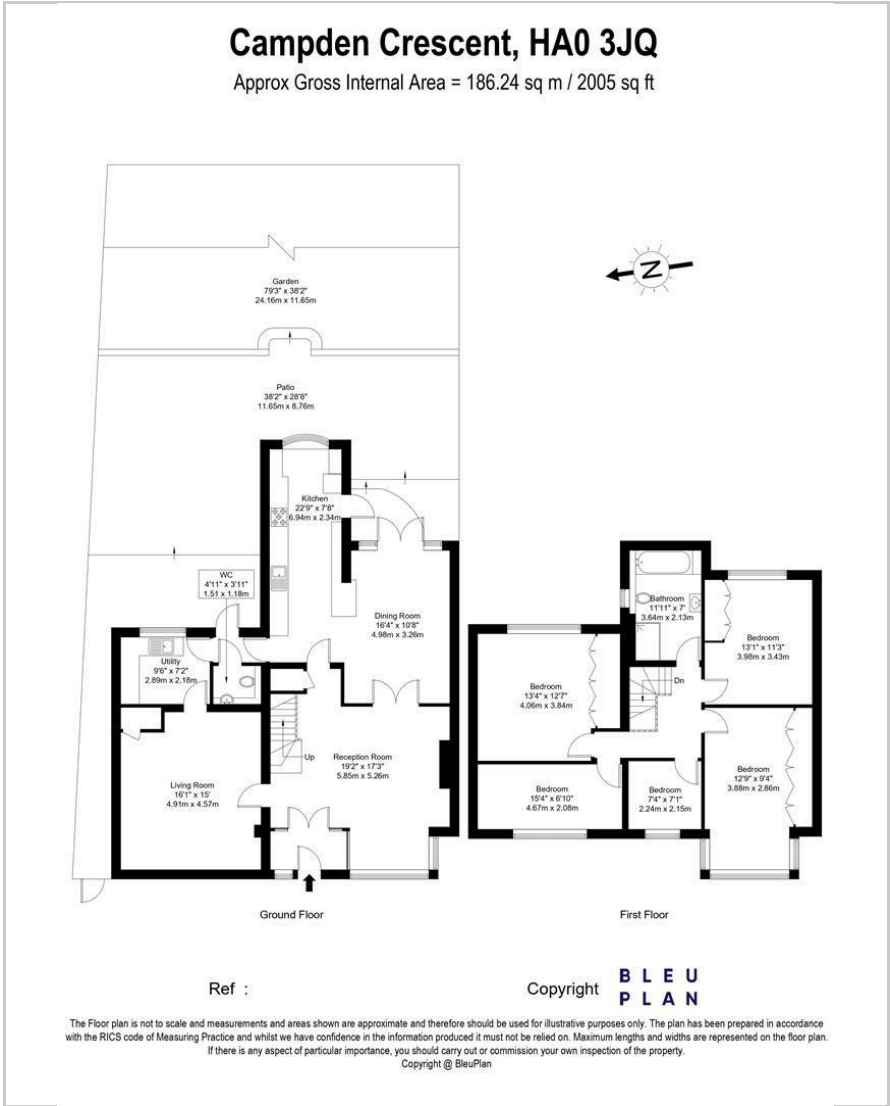 Campden Crescent, HA0 3JQ
Approx Gross Internal Area = 186.24 sq m / 2005 sq ft
N
Garden
79'3" x 38'2"
24.16m x 11.65m
Patio
38'2" x 28'8"
11.65m x 8.76m
Kitchen
22'9" x 7'8"
6.94m x 2.34m
WC
4'11" x 3'11"
1.51 x 1.18m
Dining Room
16'4" x 10'8"
4.98m x 3.26m
Utility
9'6" x 7'2"
2.89m x 2.18m
Up
Reception Room
19'2" x 17'3"
5.85m x 5.26m
Living Room
16'1" x 15'
4.91m x 4.57m
Ground Floor
Bathroom
11'11" x 7'
3.64m x 2.13m
Bedroom
13'1" x 11'3"
3.98m x 3.43m
Bedroom
13'4" x 12'7"
4.06m x 3.84m
Dn
Bedroom
12'9" x 9'4"
3.88m x 2.86m
Bedroom
15'4" x 6'10"
4.67m x 2.08m
Bedroom
7'4" x 7'1"
2.24m x 2.15m
First Floor
Ref :
Copyright
BLEU
PLAN
The Floor plan is not to scale and measurements and areas shown are approximate and therefore should be used for illustrative purposes only. The plan has been prepared in accordance
with the RICS code of Measuring Practice and whilst we have confidence in the information produced it must not be relied on. Maximum lengths and widths are represented on the floor plan.
If there is any aspect of particular importance, you should carry out or commission your own inspection of the property.
Copyright @ BleuPlan